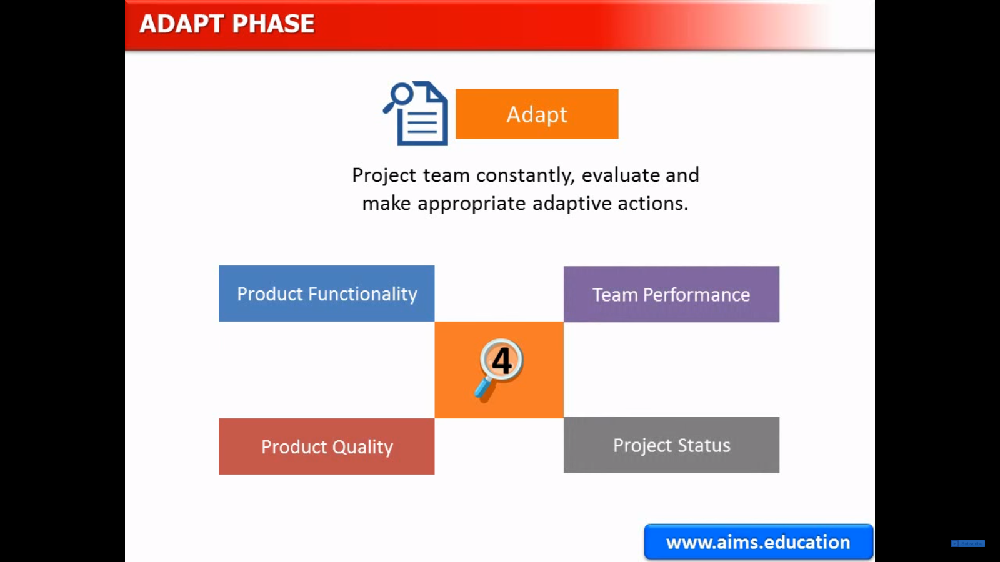 ADAPT PHASE
Adapt
Project team constantly, evaluate and
make appropriate adaptive actions.
Product Functionality
Team Performance
4
Product Quality
Project Status
www.aims.education
Subscribe